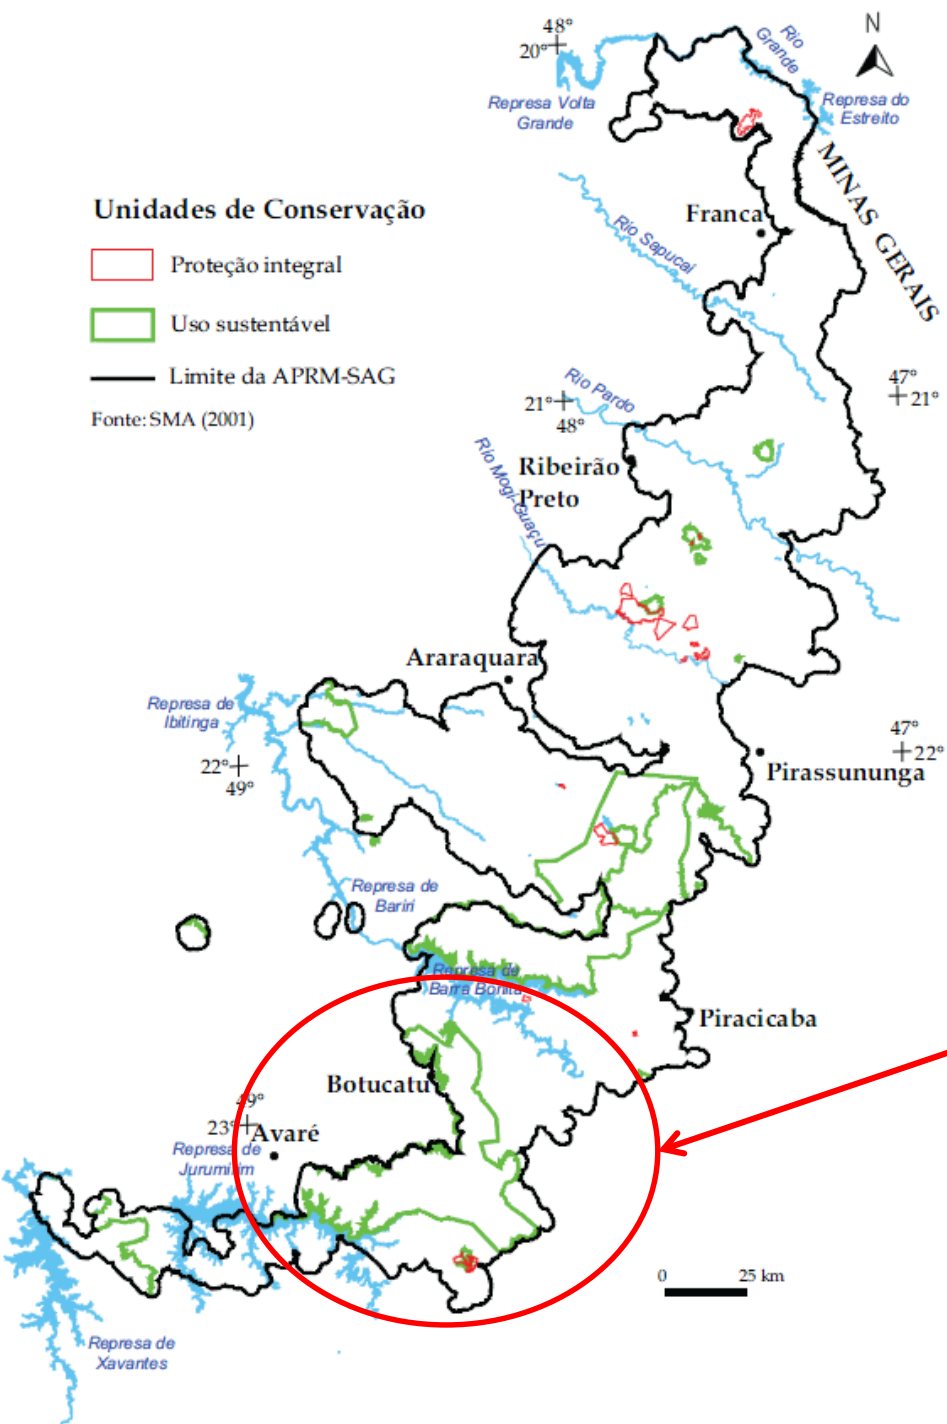 N
48°
20°
Rio
Grande
Represa Volta
Grande
Represa do
Estreito
MINAS GERAIS
Unidades de Conservação
Proteção integral
Uso sustentável
Limite da APRM-SAG
Fonte: SMA (2001)
Franca
Rio Sapucaí
47°
21°
Rio Pardo
21°
48°
Ribeirão
Preto
Rio Mogi-Guaçu
Araraquara
Represa de
Ibitinga
22°
49°
47°
22°
Pirassununga
Represa de
Bariri
Represa de
Barra Bonita
Piracicaba
Botucatu
49°
23°
Avaré
Represa de
Jurumirim
0 25 km
Represa de
Xavantes